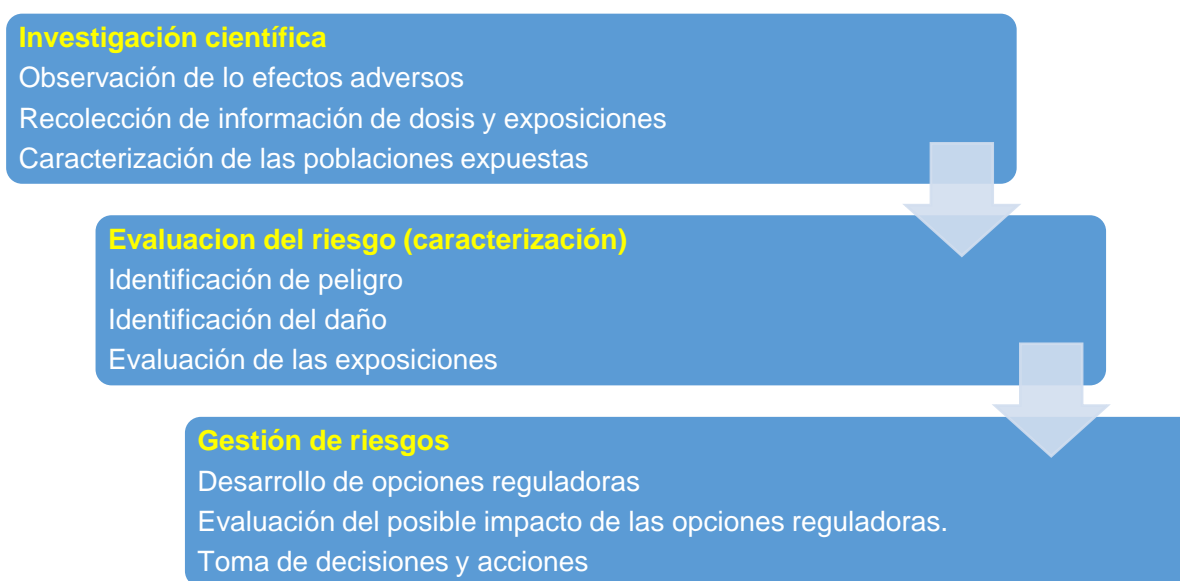 Investigación científica
Observación de lo efectos adversos
Recolección de información de dosis y exposiciones
Caracterización de las poblaciones expuestas
Evaluacion del riesgo (caracterización)
Identificación de peligro
Identificación del daño
Evaluación de las exposiciones
Gestión de riesgos
Desarrollo de opciones reguladoras
Evaluación del posible impacto de las opciones reguladoras.
Toma de decisiones y acciones